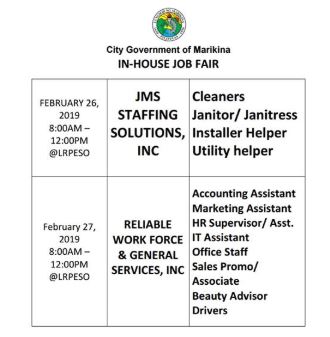 City Government of Marikina
IN-HOUSE JOB FAIR
FEBRUARY 26,
2019
8:00AM –
12:00PM
@LRPESO
JMS
STAFFING
SOLUTIONS,
INC
Cleaners
Janitor/ Janitress
Installer Helper
Utility helper
February 27,
2019
8:00AM –
12:00PM
@LRPESO
RELIABLE
WORK FORCE
& GENERAL
SERVICES, INC
Accounting Assistant
Marketing Assistant
HR Supervisor/ Asst.
IT Assistant
Office Staff
Sales Promo/
Associate
Beauty Advisor
Drivers